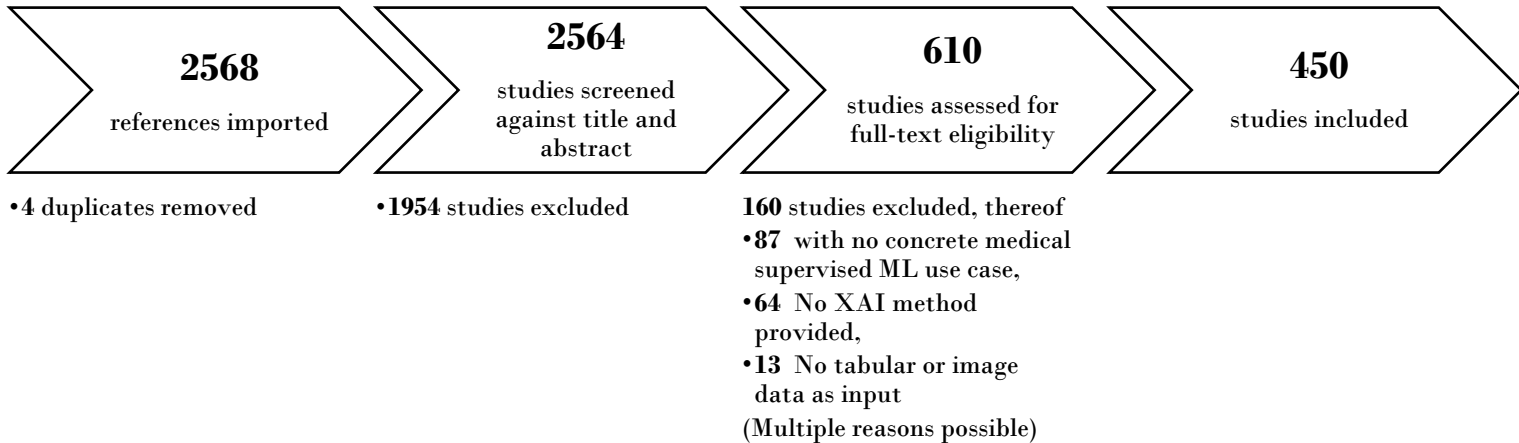 2568
references imported
2564
studies screened
against title and
abstract
610
studies assessed for
full-text eligibility
450
studies included
•4 duplicates removed
•1954 studies excluded
160 studies excluded, thereof
•87 with no concrete medical
supervised ML use case,
•64 No XAI method
provided,
•13 No tabular or image
data as input
(Multiple reasons possible)